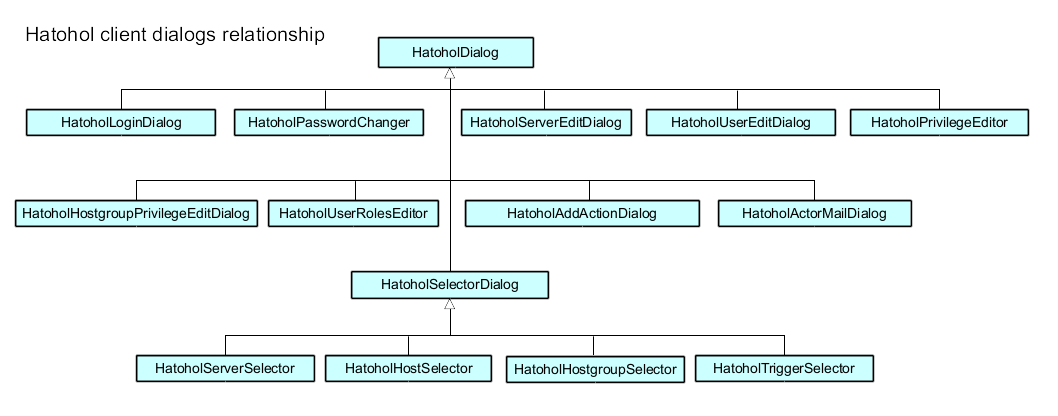 Hatohol client dialogs relationship
HatoholDialog
HatoholLoginDialog
HatoholPasswordChanger
HatoholServerEditDialog
HatoholUserEditDialog
HatoholPrivilegeEditor
HatoholHostgroupPrivilegeEditDialog
HatoholUserRolesEditor
HatoholAddActionDialog
HatoholActorMailDialog
HatoholSelectorDialog
HatoholServerSelector
HatoholHostSelector
HatoholHostgroupSelector
HatoholTriggerSelector